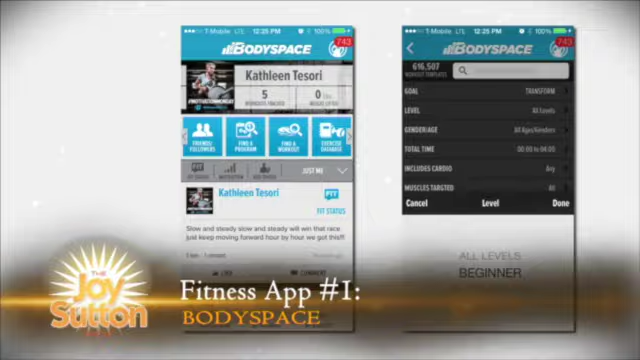 T-Mobile LTE 12:25 PM 100%
BODYSPACE
743
Kathleen Tesori
5 0
WORKOUTS TRACKED
#MOTIVATIONMONDAY
FRIENDS/ FOLLOWERS
FIND A PROGRAM
FIND A WORKOUT
EXERCISE DATABASE
JUST ME
Kathleen Tesori
FIT
FIT STATUS
Slow and steady slow and steady will win that race
just keep moving forward hour by hour we got this!!!
COMMENT
T-Mobile LTE 12:25 PM 100%
BODYSPACE
743
616,507
WORKOUT TEMPLATES
GOAL TRANSFORM
LEVEL All Levels
GENDER/AGE All Ages/Genders
TOTAL TIME 00:00 to 04:00
INCLUDES CARDIO Any
MUSCLES TARGTED All
Cancel Level Done
ALL LEVELS
BEGINNER
THE
Joy
Sutton
Fitness App #1:
BODYSPACE